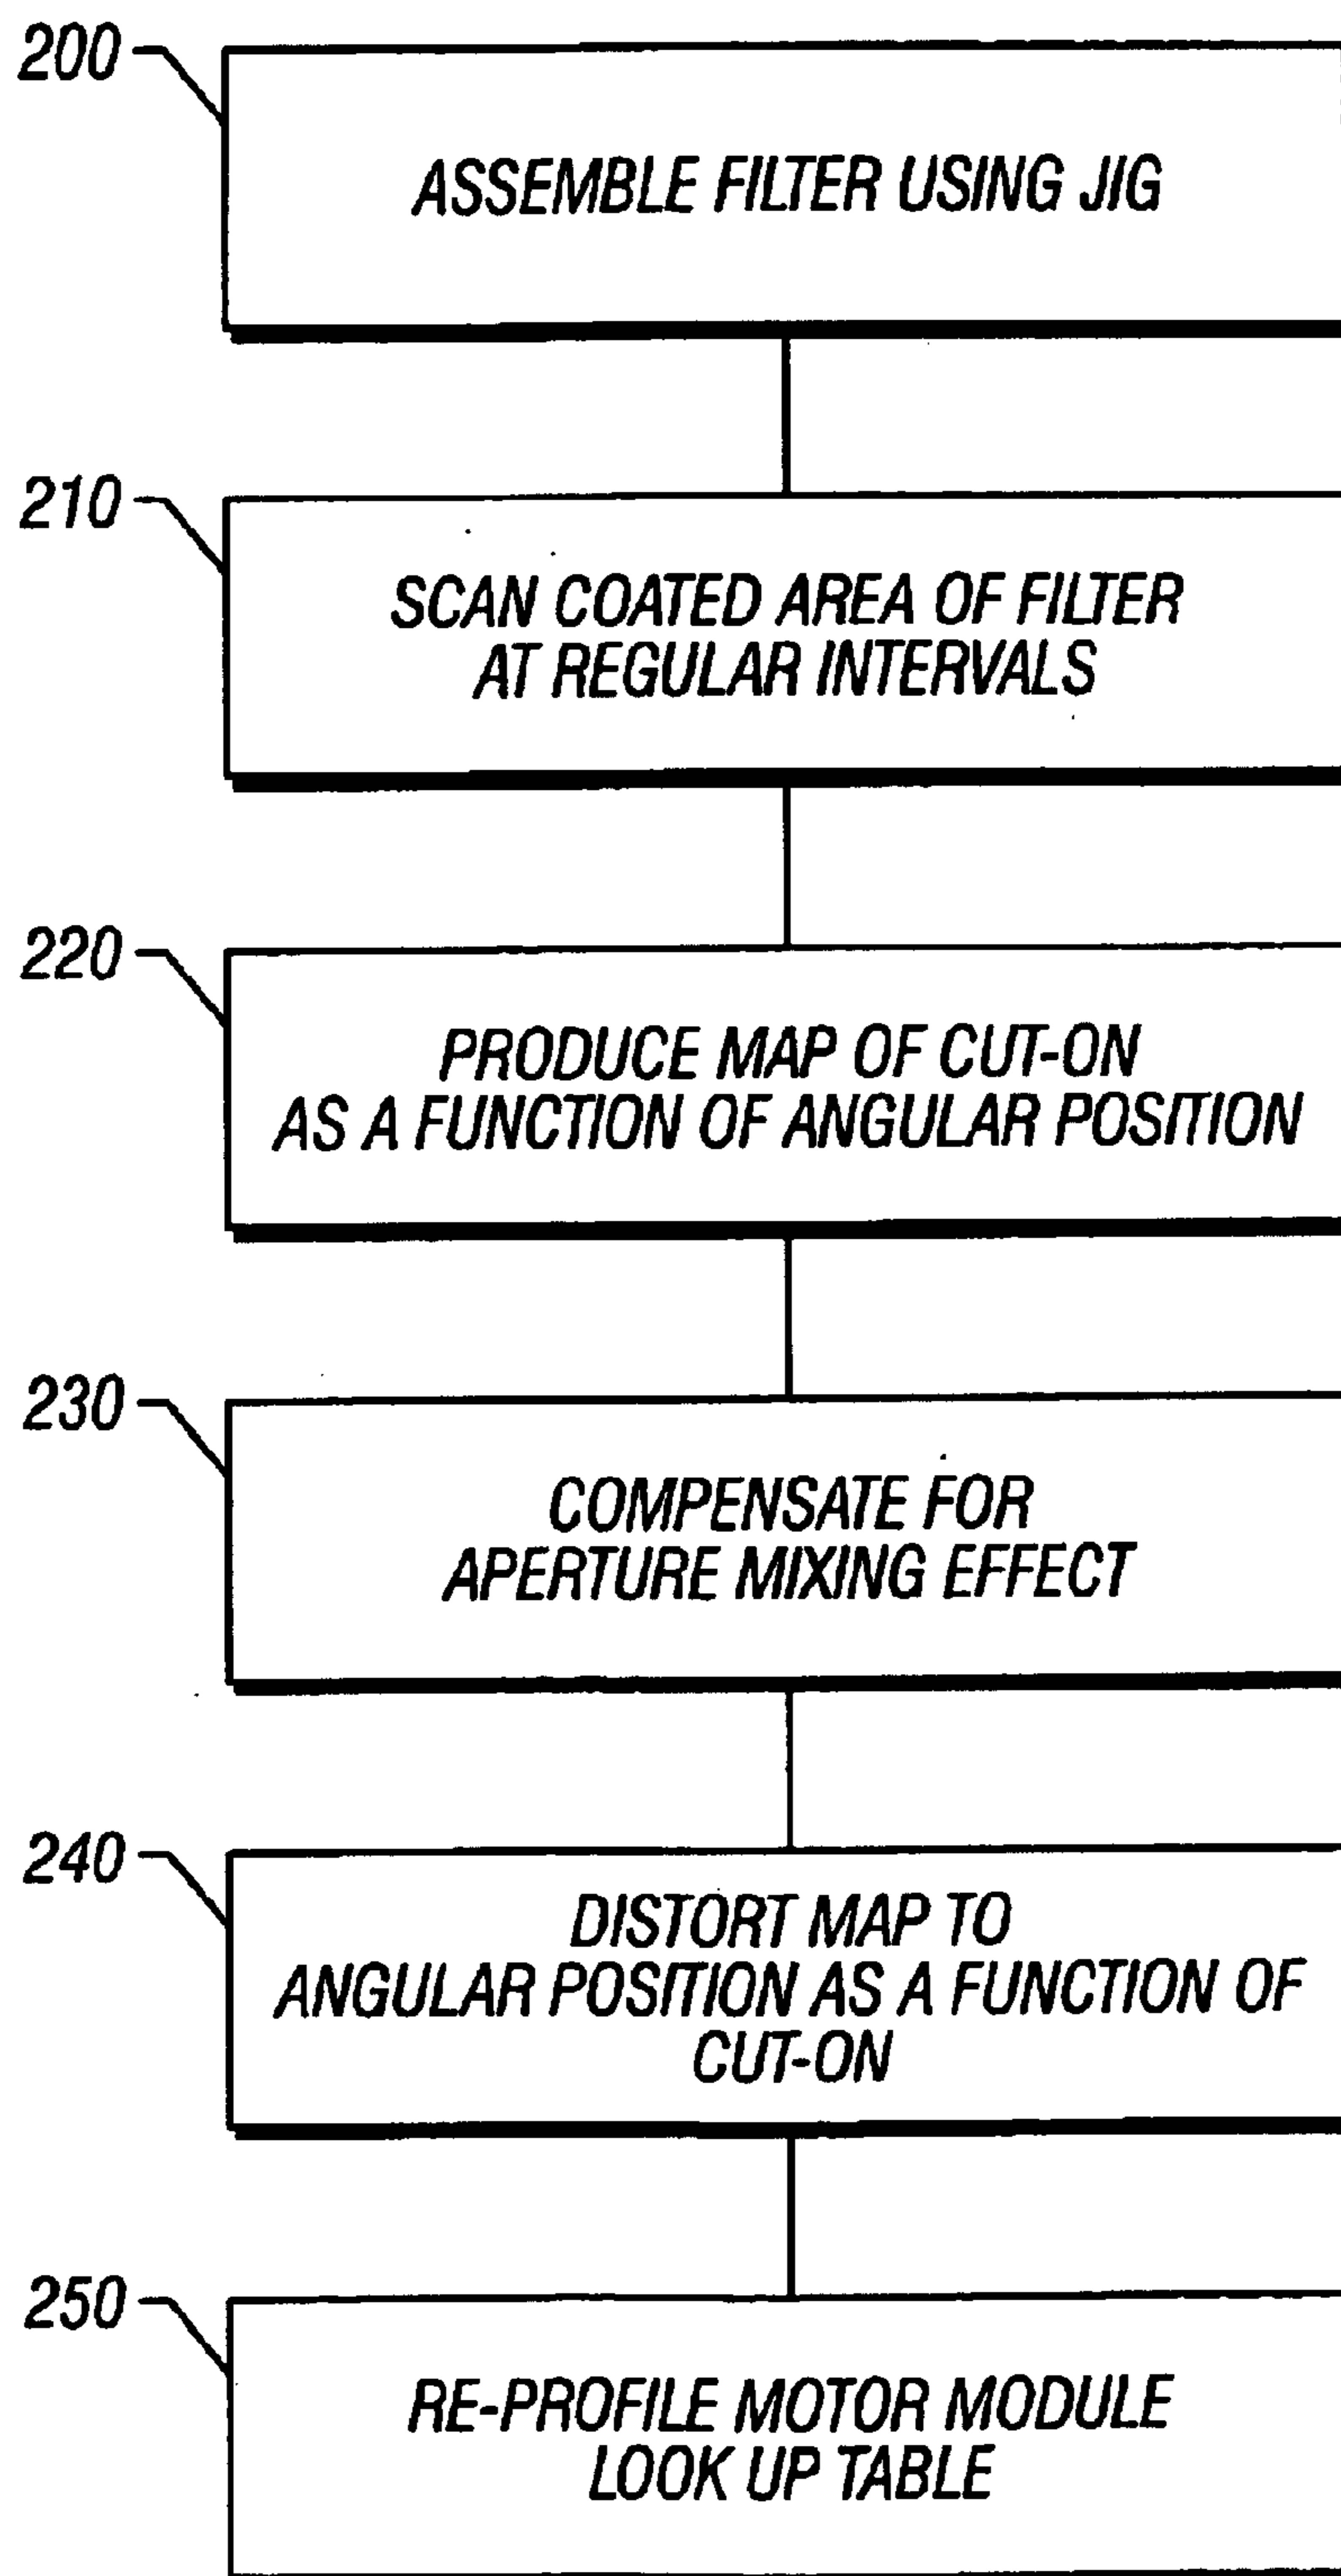 200
ASSEMBLE FILTER USING JIG
210
SCAN COATED AREA OF FILTER
AT REGULAR INTERVALS
220
PRODUCE MAP OF CUT-ON
AS A FUNCTION OF ANGULAR POSITION
230
COMPENSATE FOR
APERTURE MIXING EFFECT
240
DISTORT MAP TO
ANGULAR POSITION AS A FUNCTION OF
CUT-ON
250
RE-PROFILE MOTOR MODULE
LOOK UP TABLE